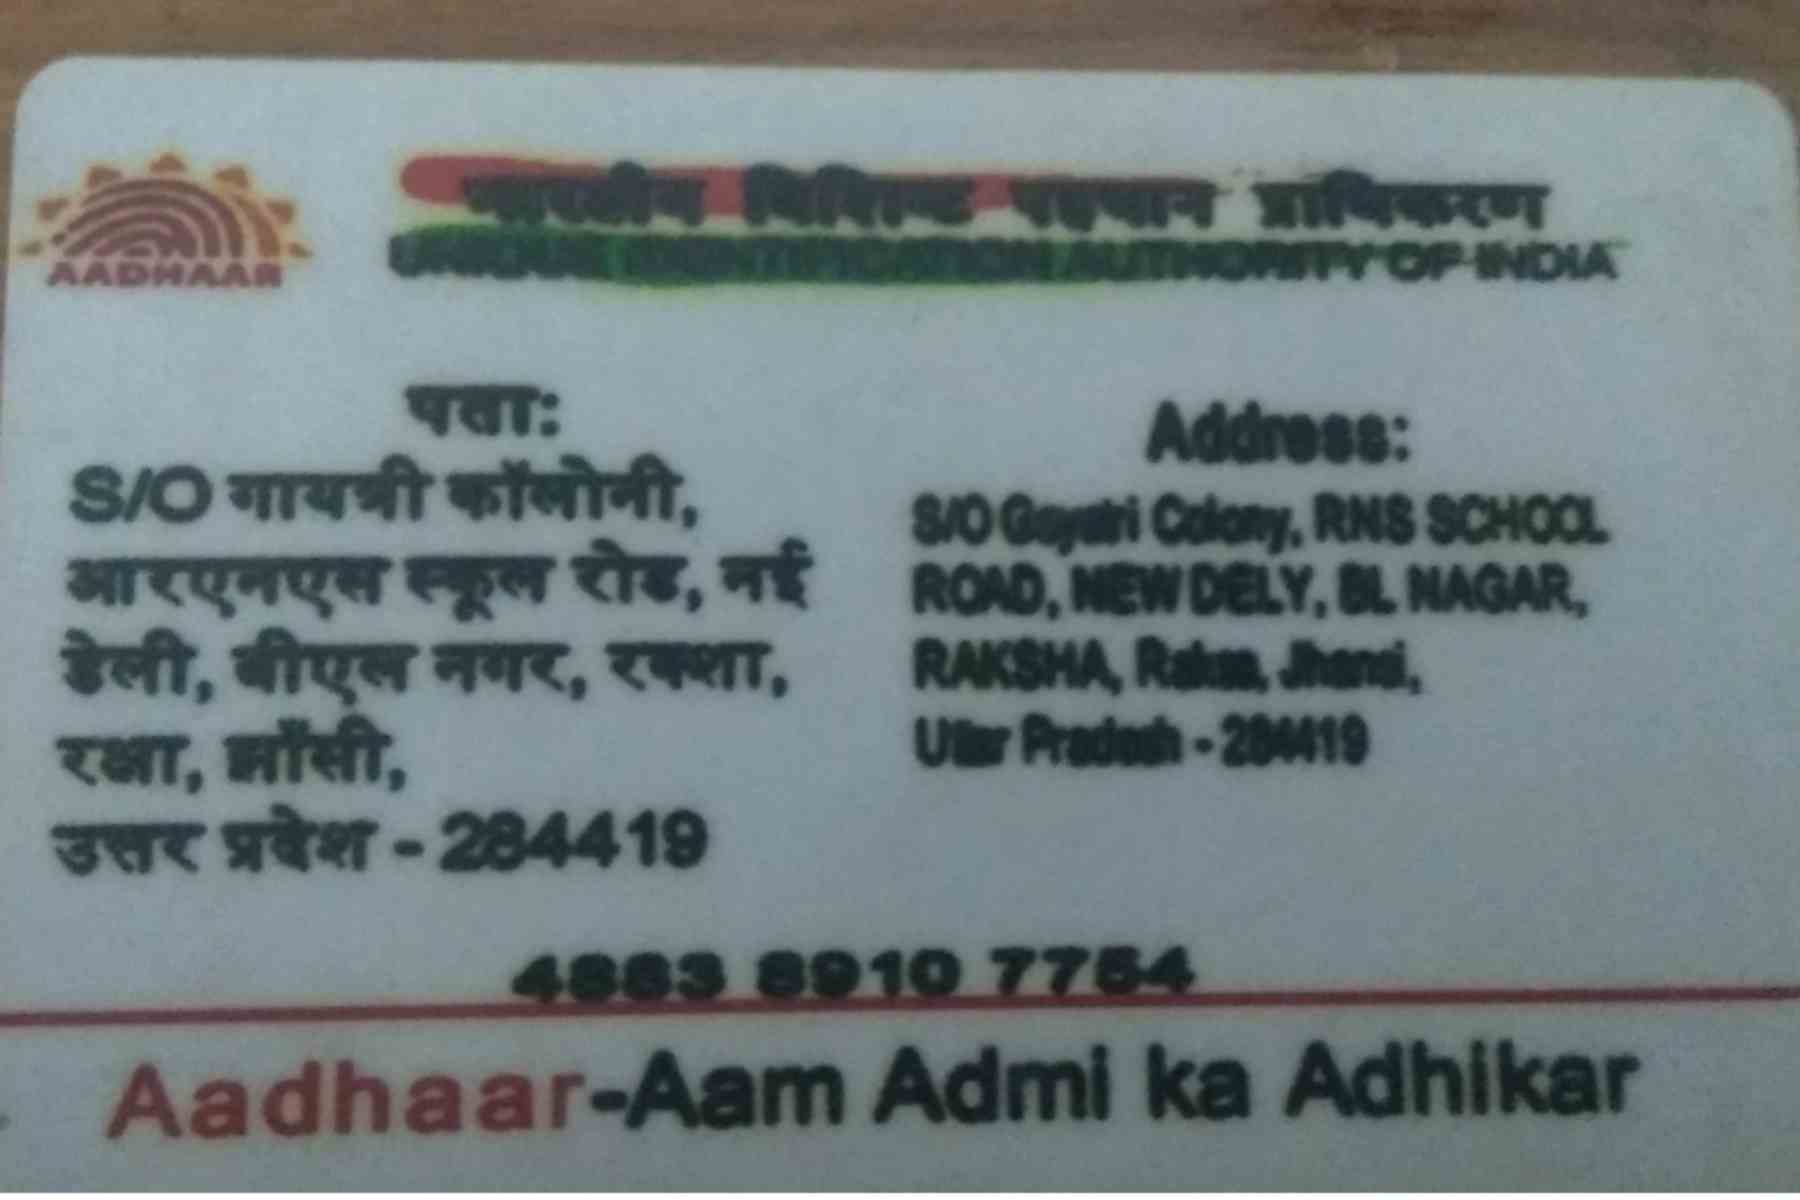 AADHAAR
भारतीय विशिष्ट पहचान प्राधिकरण
UNIQUE IDENTIFICATION AUTHORITY OF INDIA
पता:
S/O गायत्री कॉलोनी,
आरएनएस स्कूल रोड, नई
डेली, बीएल नगर, रक्शा,
रक्षा, झाँसी,
उत्तर प्रदेश - 284419
Address:
S/O Gayatri Colony, RNS SCHOOL
ROAD, NEW DELY, BL NAGAR,
RAKSHA, Raksa, Jhansi,
Uttar Pradesh - 284419
4883 8910 7754
Aadhaar-Aam Admi ka Adhikar